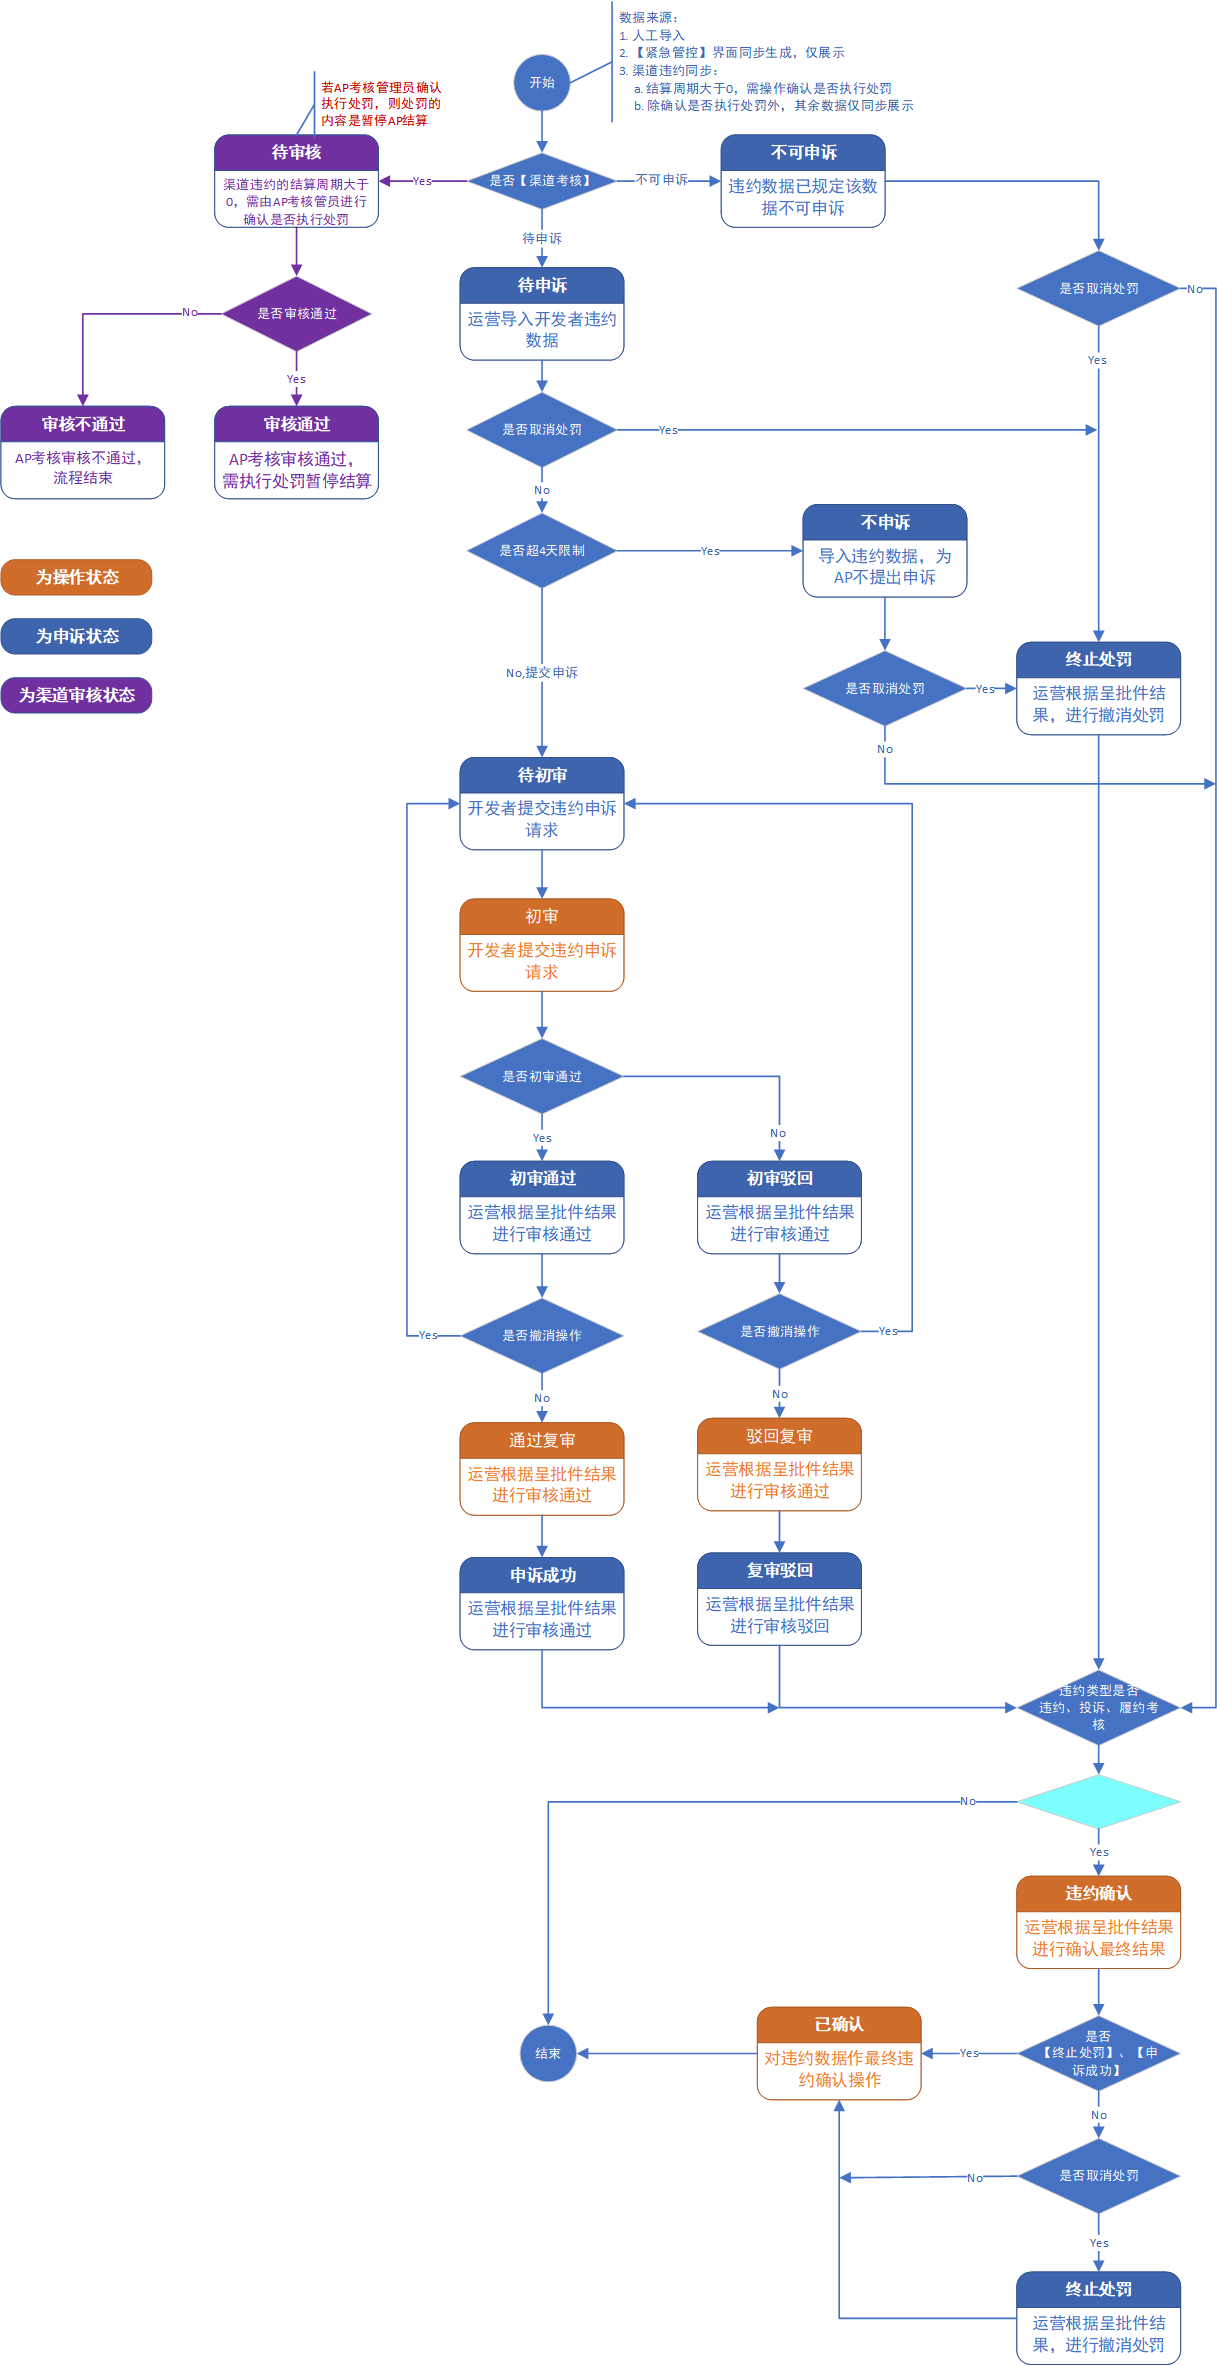 数据来源：
1. 人工导入
2. 【紧急管控】界面同步生成，仅展示
3. 渠道违约同步：
a. 结算周期大于0，需操作确认是否执行处罚
b. 除确认是否执行处罚外，其余数据仅同步展示
开始
若AP考核管理员确认
执行处罚，则处罚的
内容是暂停AP结算
待审核
渠道违约的结算周期大于
0，需由AP考核管员进行
确认是否执行处罚
Yes
是否【渠道考核】
不可申诉
不可申诉
违约数据已规定该数
据不可申诉
待申诉
待申诉
运营导入开发者违约
数据
是否取消处罚
No
是否审核通过
No
Yes
Yes
审核不通过
AP考核审核不通过，
流程结束
审核通过
AP考核审核通过，
需执行处罚暂停结算
是否取消处罚
Yes
No
是否超4天限制
Yes
不申诉
导入违约数据，为
AP不提出申诉
为操作状态
为申诉状态
为渠道审核状态
No,提交申诉
是否取消处罚
Yes
No
终止处罚
运营根据呈批件结
果，进行撤消处罚
待初审
开发者提交违约申诉
请求
初审
开发者提交违约申诉
请求
是否初审通过
Yes
No
初审通过
运营根据呈批件结果
进行审核通过
初审驳回
运营根据呈批件结果
进行审核通过
Yes
是否撤消操作
是否撤消操作
Yes
No
No
通过复审
运营根据呈批件结果
进行审核通过
驳回复审
运营根据呈批件结果
进行审核通过
申诉成功
运营根据呈批件结果
进行审核通过
复审驳回
运营根据呈批件结果
进行审核驳回
违约类型是否
违约、投诉、履约考
核
No
Yes
违约确认
运营根据呈批件结果
进行确认最终结果
结束
已确认
对违约数据作最终违
约确认操作
Yes
是否
【终止处罚】、【申
诉成功】
No
是否取消处罚
No
Yes
终止处罚
运营根据呈批件结
果，进行撤消处罚